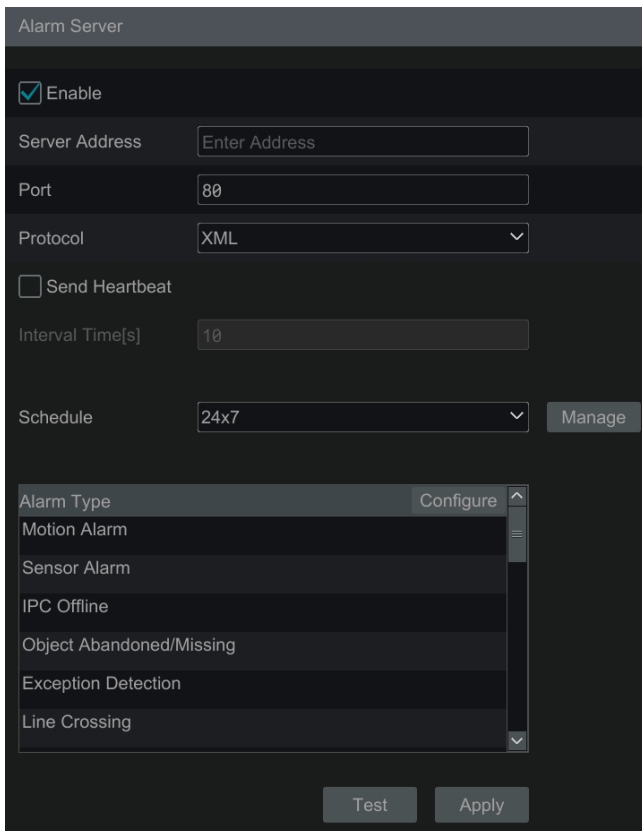 Alarm Server
Enable
Server Address Enter Address
Port 80
Protocol XML
Send Heartbeat
Interval Time[s] 10
Schedule 24x7 Manage
Alarm Type Configure
Motion Alarm
Sensor Alarm
IPC Offline
Object Abandoned/Missing
Exception Detection
Line Crossing
Test Apply